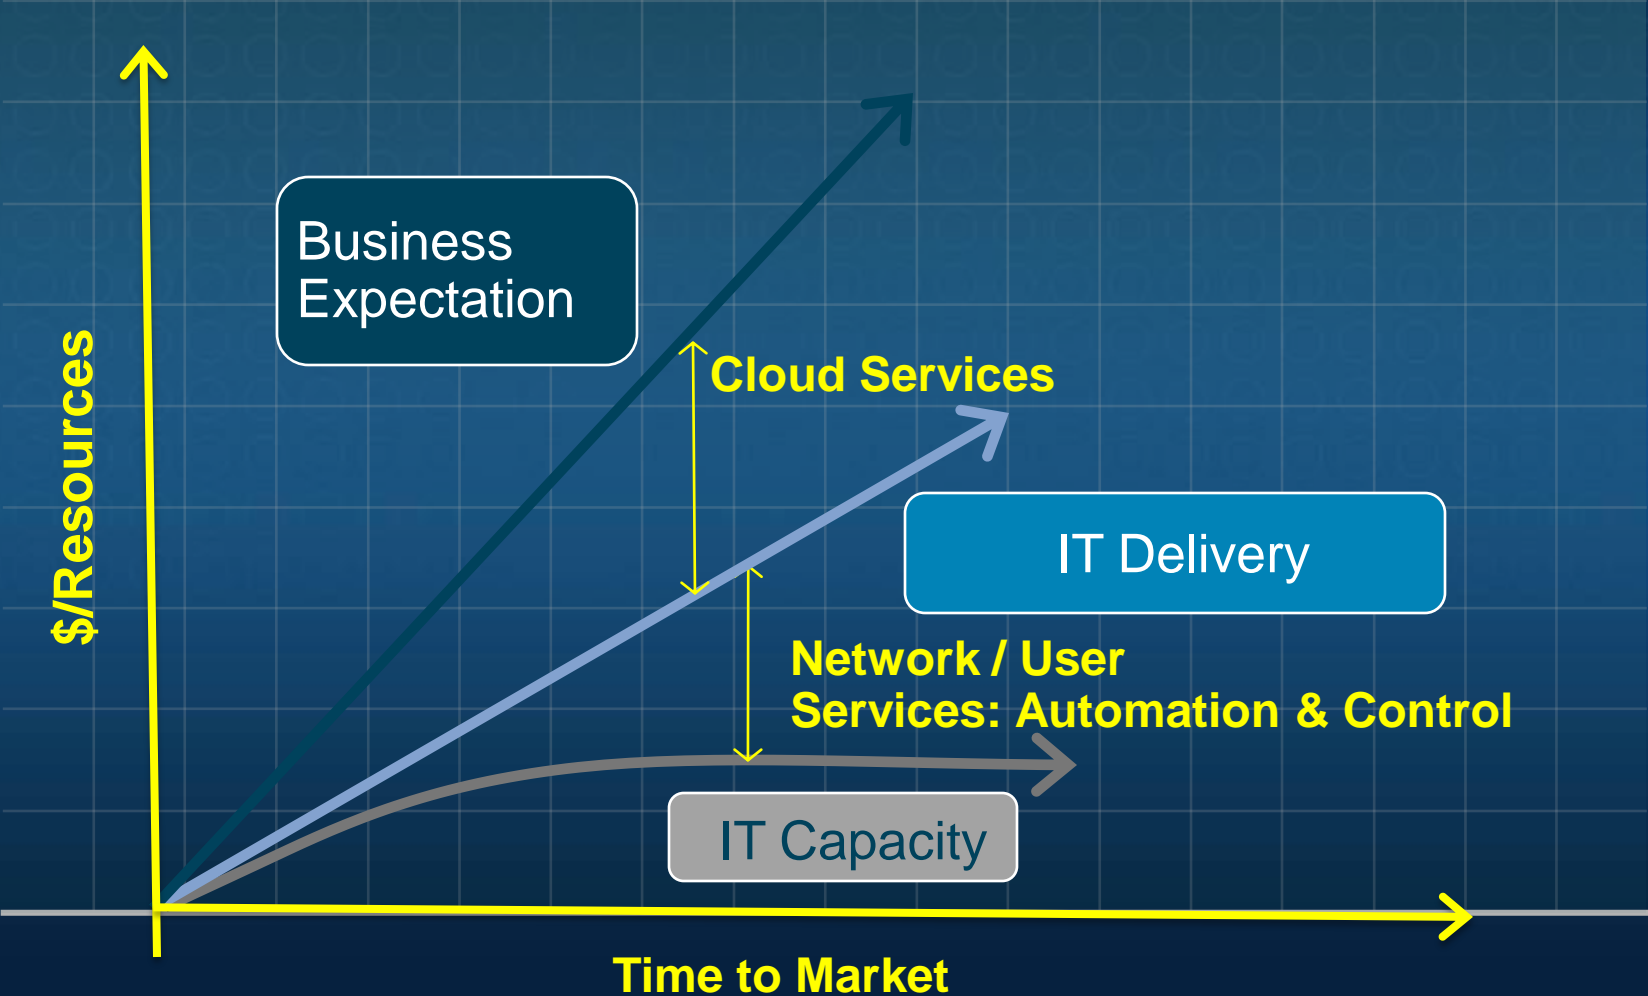 Business
Expectation
Cloud Services
$/Resources
IT Delivery
Network / User
Services: Automation & Control
IT Capacity
Time to Market